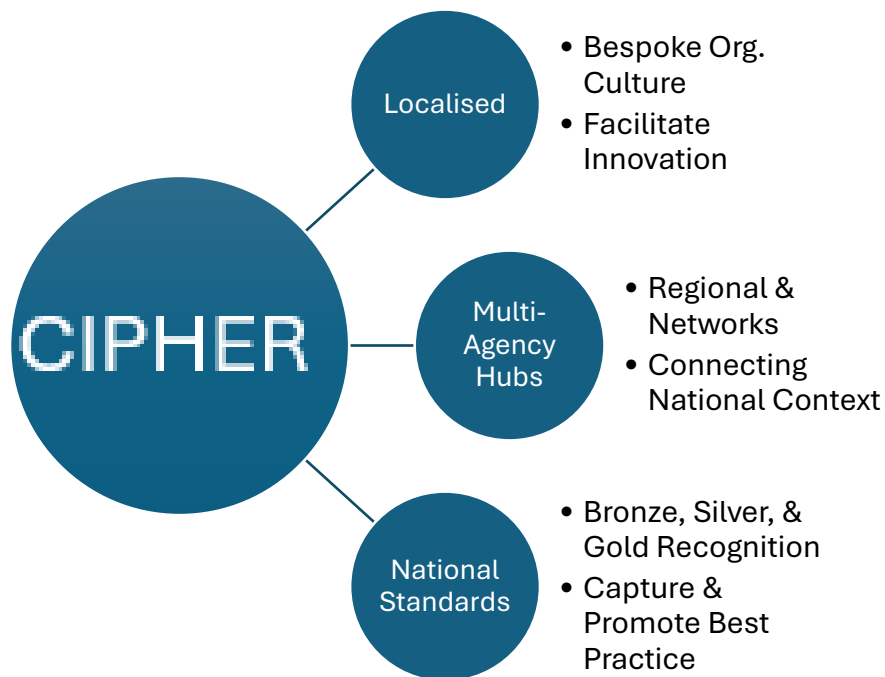 CIPHER
Localised
• Bespoke Org.
Culture
• Facilitate
Innovation
Multi-
Agency
Hubs
• Regional &
Networks
• Connecting
National Context
National
Standards
• Bronze, Silver, &
Gold Recognition
• Capture &
Promote Best
Practice